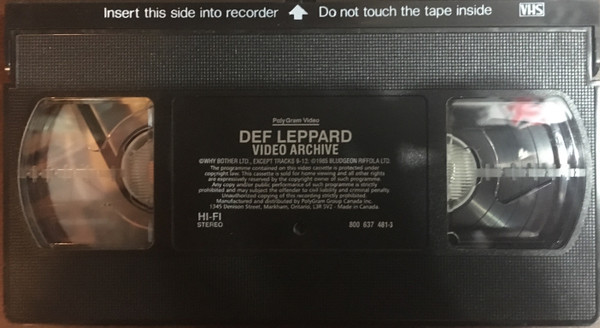 Insert this side into recorder ⬆ Do not touch the tape inside VHS
PolyGram Video
DEF LEPPARD
VIDEO ARCHIVE
©WHY BOTHER LTD., EXCEPT TRACKS 6-13: ©1995 BLUDGEON RIFFOLA LTD.
The programme contained on this video cassette is protected under
copyright law. This cassette is sold for home viewing and all other rights
are expressively reserved by the copyright owner of such programme.
Any copy and/or public performance of such programme is strictly
prohibited and may subject the offender to civil liability and criminal penalty.
Unauthorized copying of this recording strictly prohibited.
Manufactured and distributed by PolyGram Group Canada Inc.
1345 Denison Street, Markham, Ontario, L3R 5V2 - Made in Canada.
HI-FI
STEREO
800 637 481-3